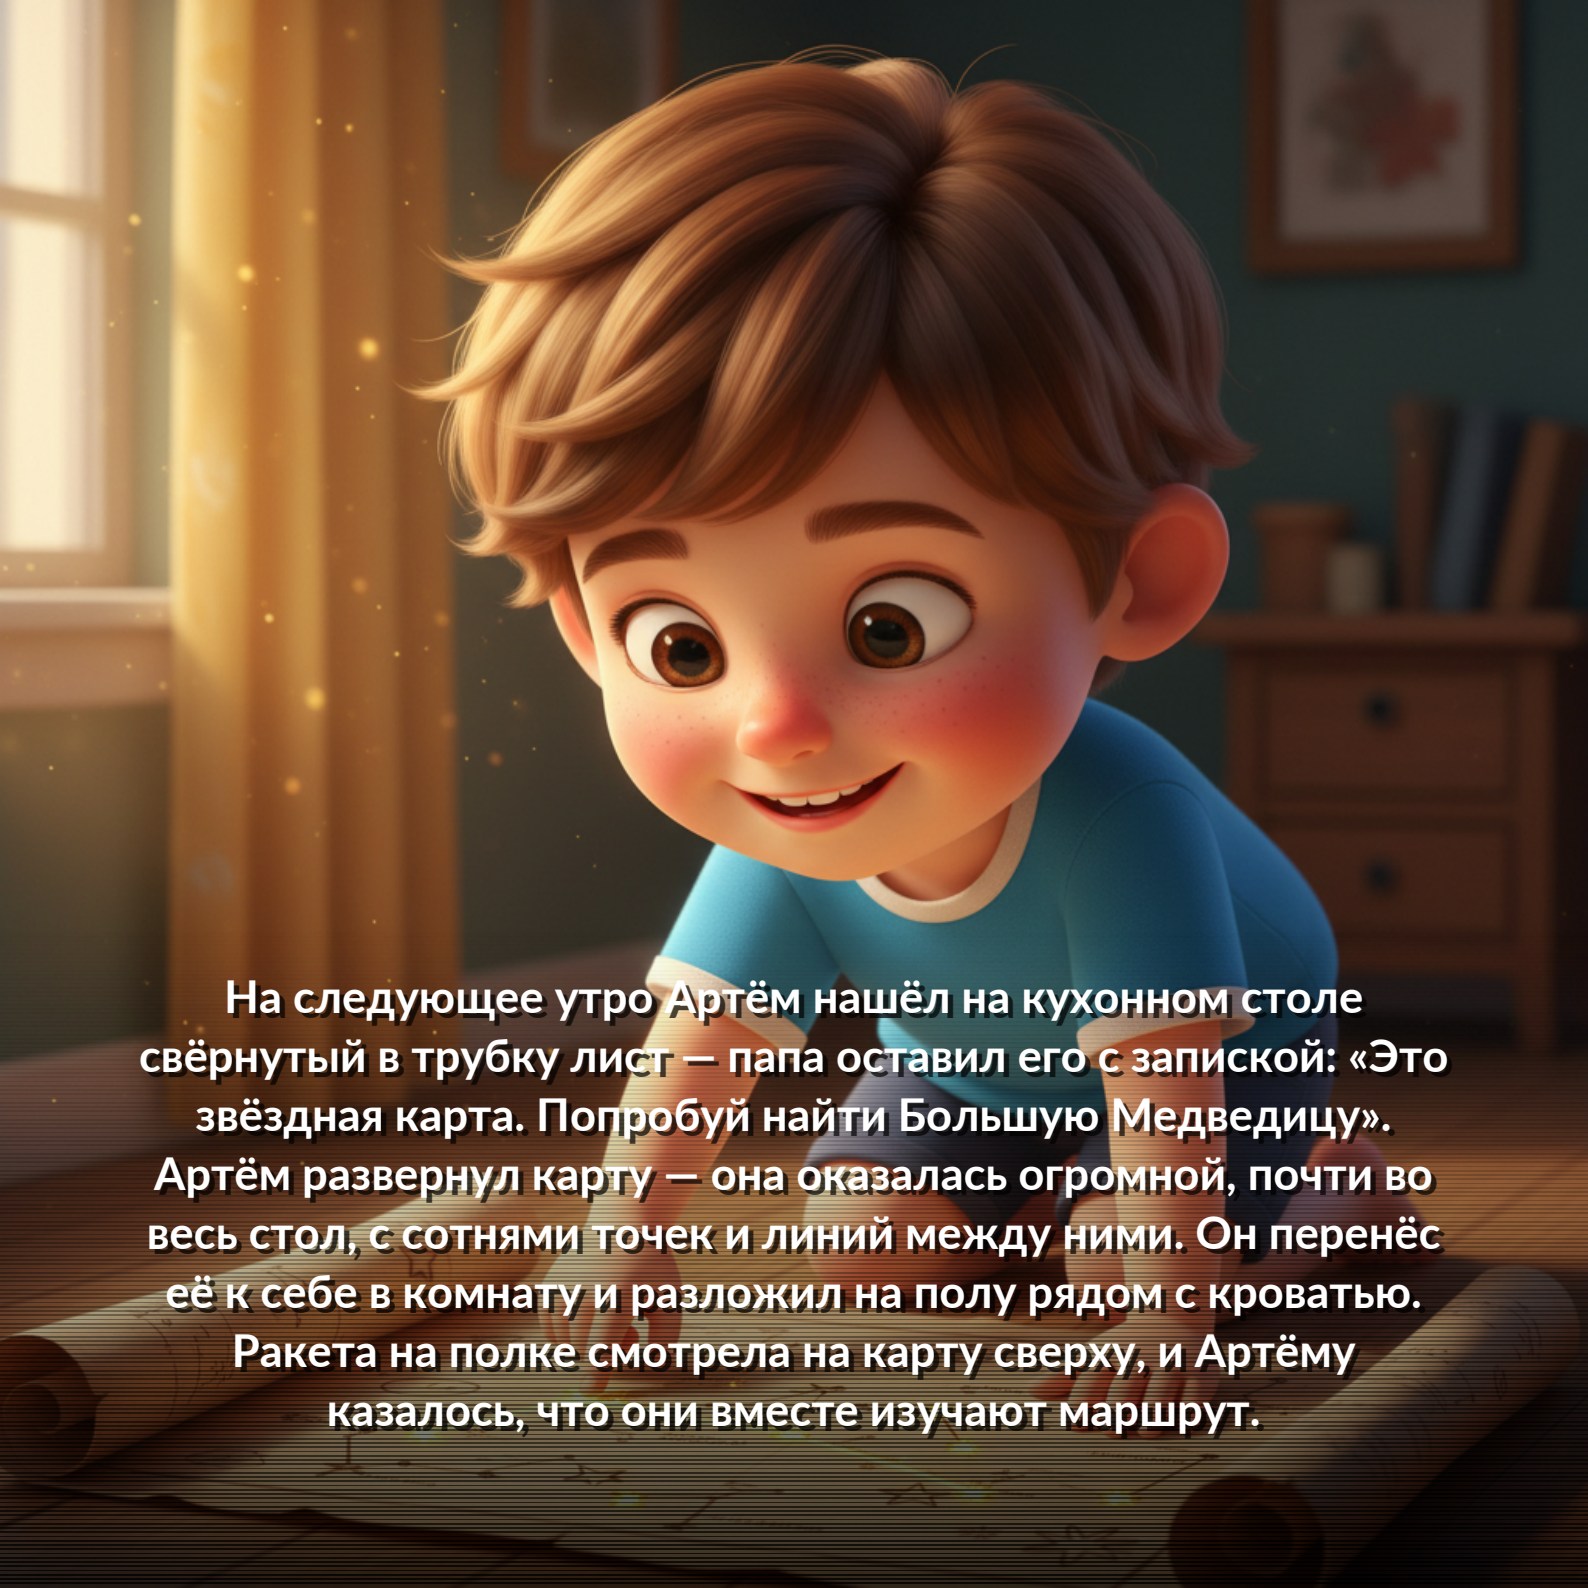 На следующее утро Артём нашёл на кухонном столе
свёрнутый в трубку лист — папа оставил его с запиской: «Это
звёздная карта. Попробуй найти Большую Медведицу».
Артём развернул карту — она оказалась огромной, почти во
весь стол, с сотнями точек и линий между ними. Он перенёс
её к себе в комнату и разложил на полу рядом с кроватью.
Ракета на полке смотрела на карту сверху, и Артёму
казалось, что они вместе изучают маршрут.